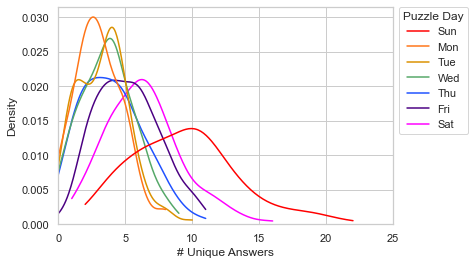 Puzzle Day
Sun
Mon
Tue
Wed
Thu
Fri
Sat
Density
0.030
0.025
0.020
0.015
0.010
0.005
0.000
0 5 10 15 20 25
# Unique Answers